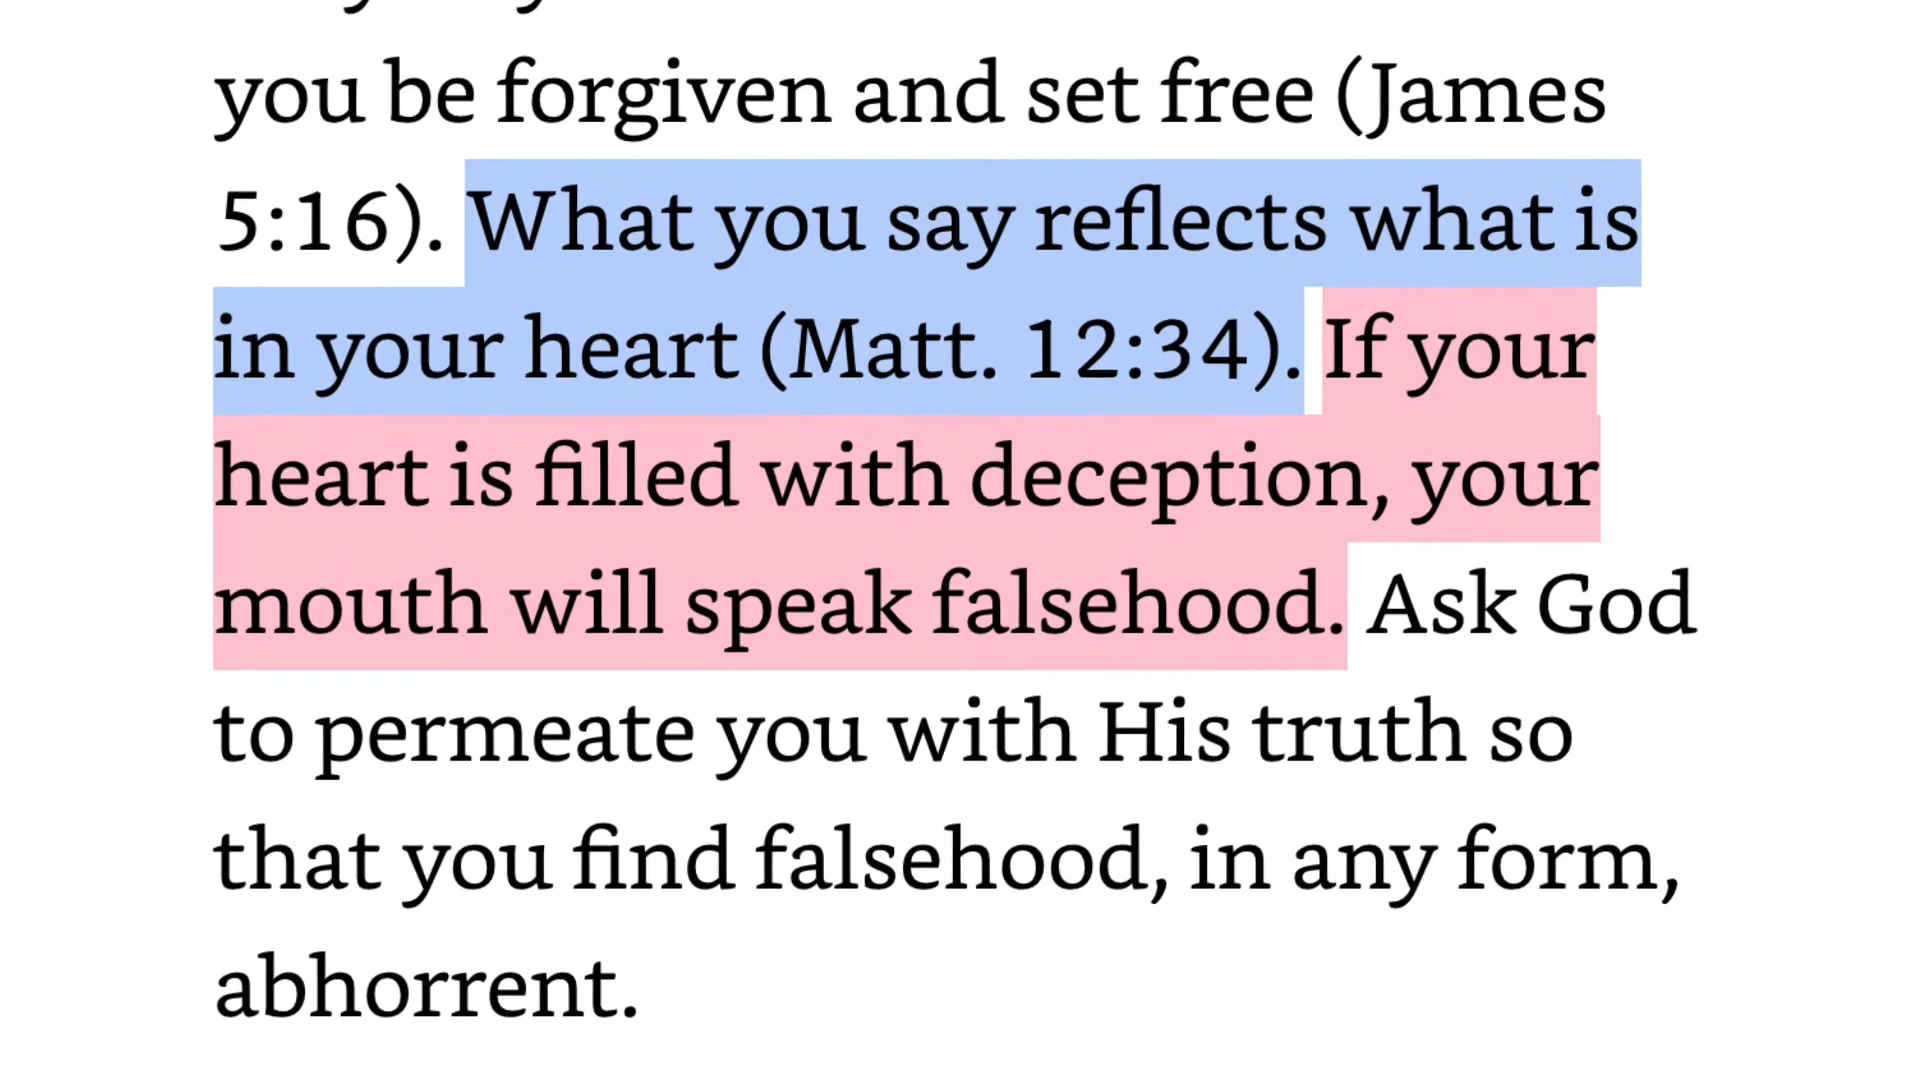 you be forgiven and set free (James
5:16). What you say reflects what is
in your heart (Matt. 12:34). If your
heart is filled with deception, your
mouth will speak falsehood. Ask God
to permeate you with His truth so
that you find falsehood, in any form,
abhorrent.